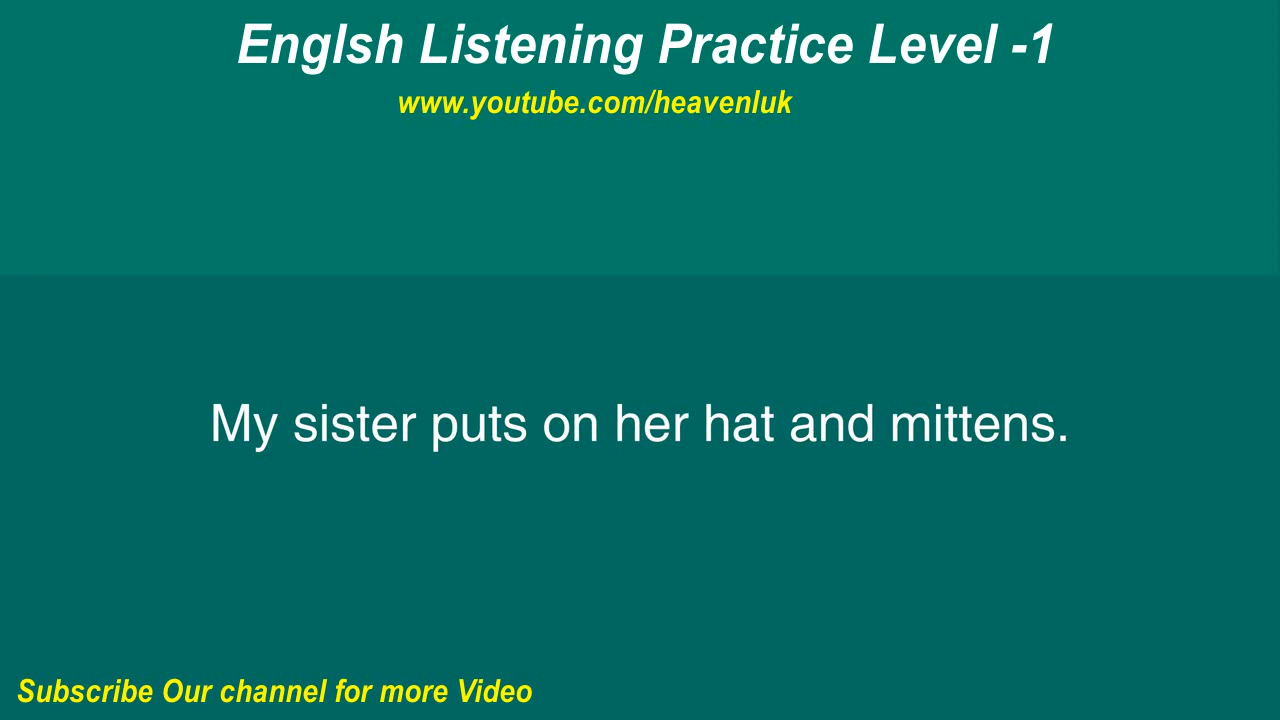 Englsh Listening Practice Level -1
www.youtube.com/heavenluk
My sister puts on her hat and mittens.
Subscribe Our channel for more Video